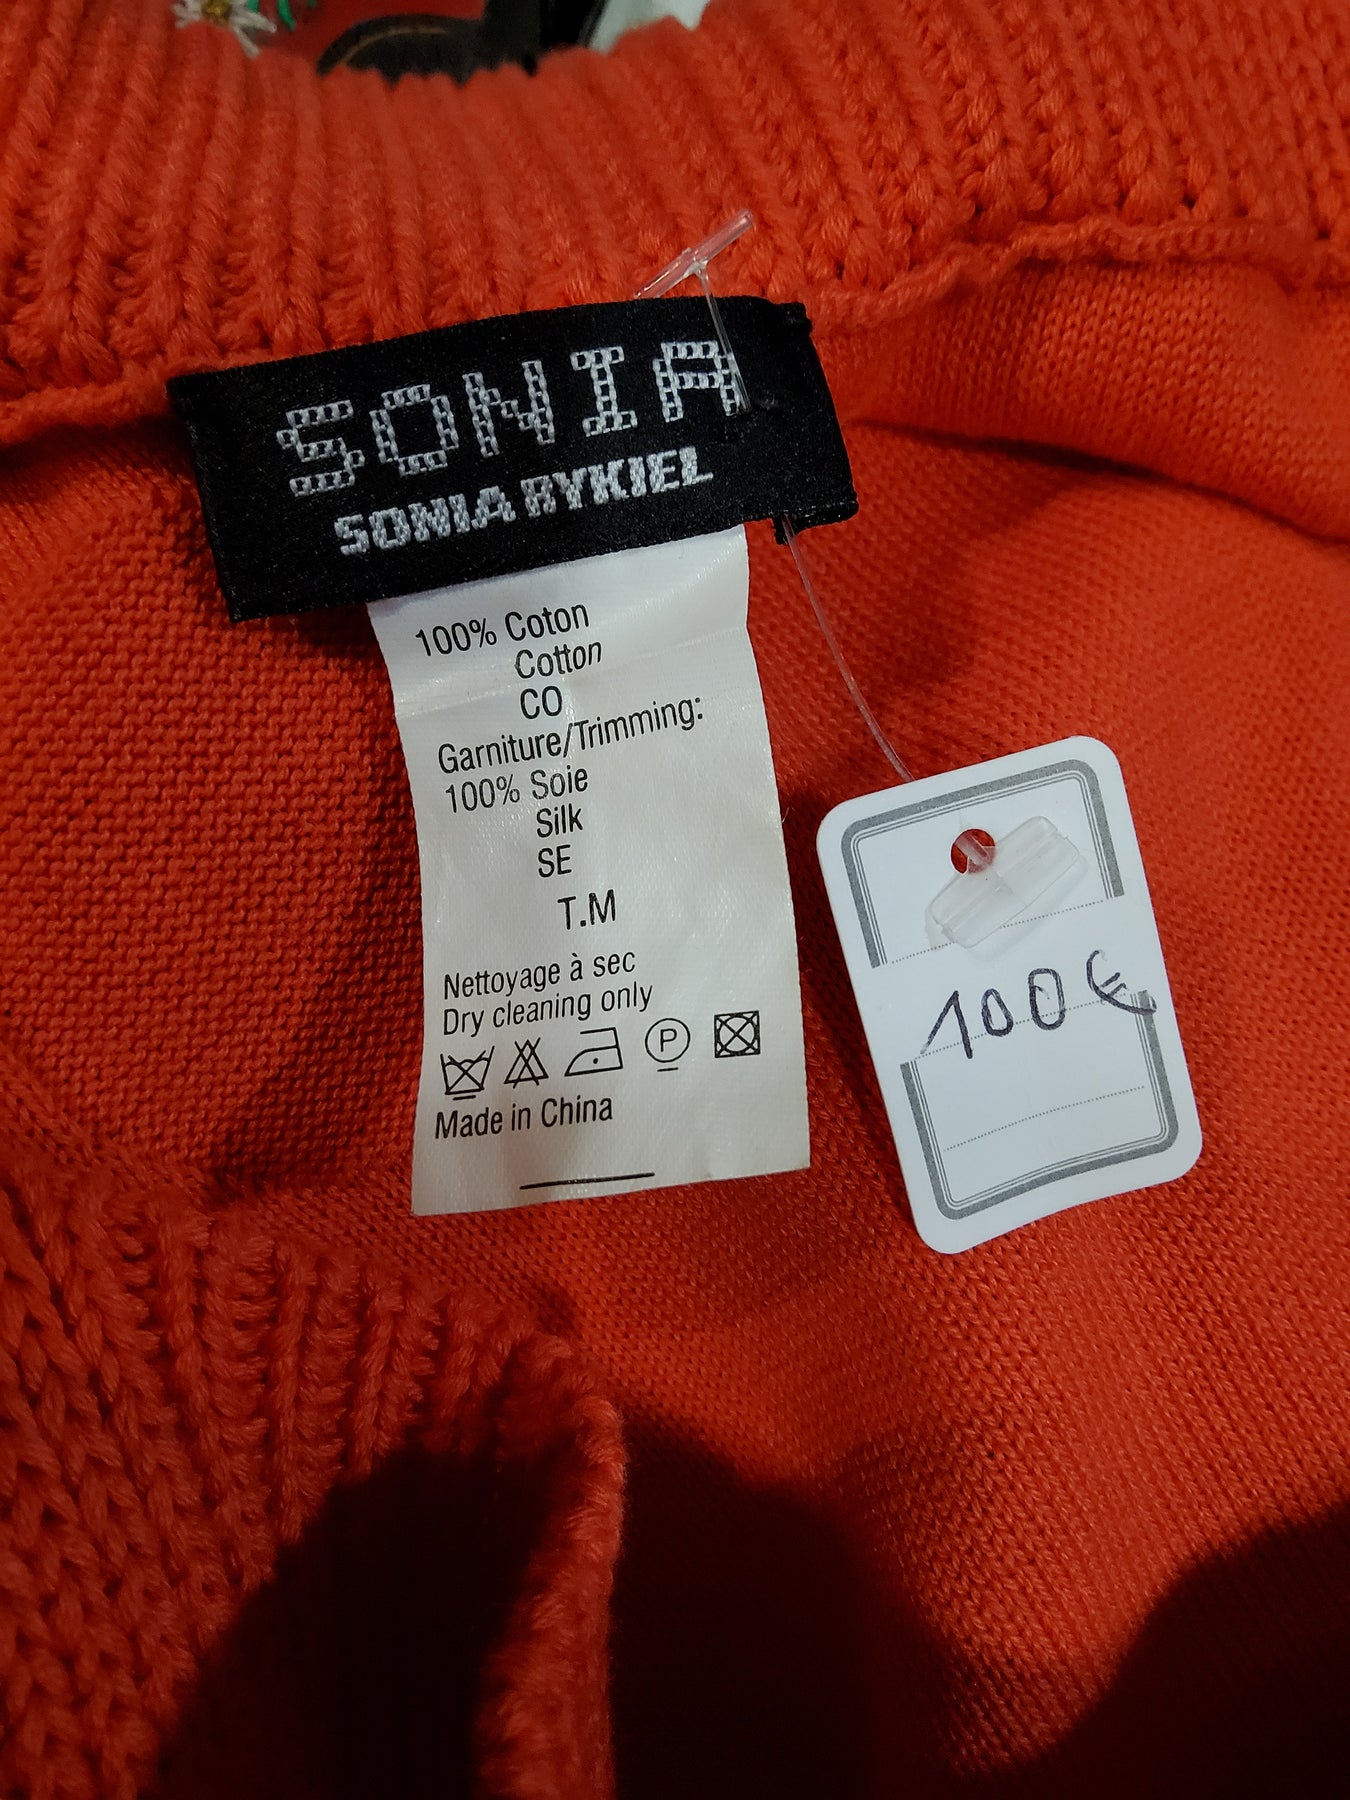 SONIA
SONIA RYKIEL
100% Coton
Cotton
CO
Garniture/Trimming:
100% Soie
Silk
SE
T.M
Nettoyage à sec
Dry cleaning only
P
Made in China
100€